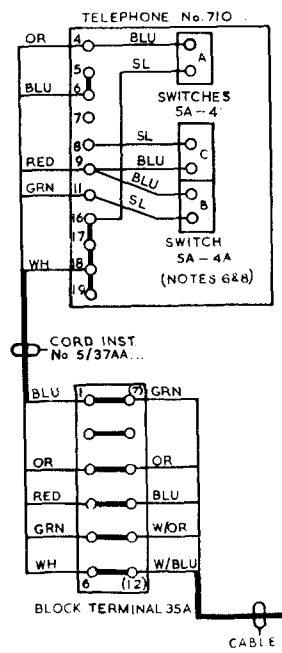 TELEPHONE No. 710
OR 4 BLU
A
5
SL
BLU 6
SWITCHES
5A-4
7
8 SL
C
RED 9 BLU
BLU
GRN 11
SL
B
16
17
SWITCH
5A-4A
WH 18
(NOTES 6&8)
19
CORD INST.
No 5/37AA...
BLU 1 (7) GRN
OR OR
RED BLU
GRN W/OR
WH W/BLU
6 (12)
BLOCK TERMINAL 35A
CABLE